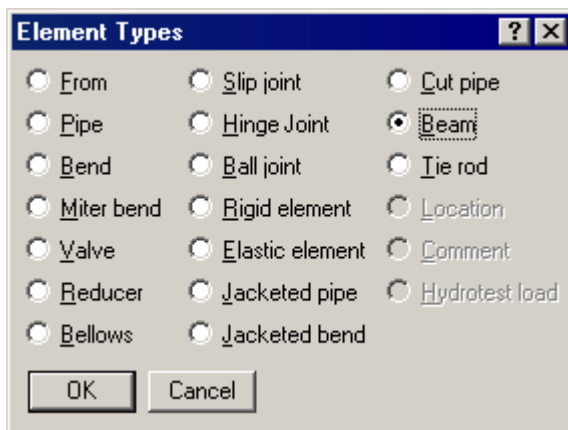 Element Types
From
Slip joint
Cut pipe
Pipe
Hinge Joint
Beam
Bend
Ball joint
Tie rod
Miter bend
Rigid element
Location
Valve
Elastic element
Comment
Reducer
Jacketed pipe
Hydrotest load
Bellows
Jacketed bend
OK
Cancel